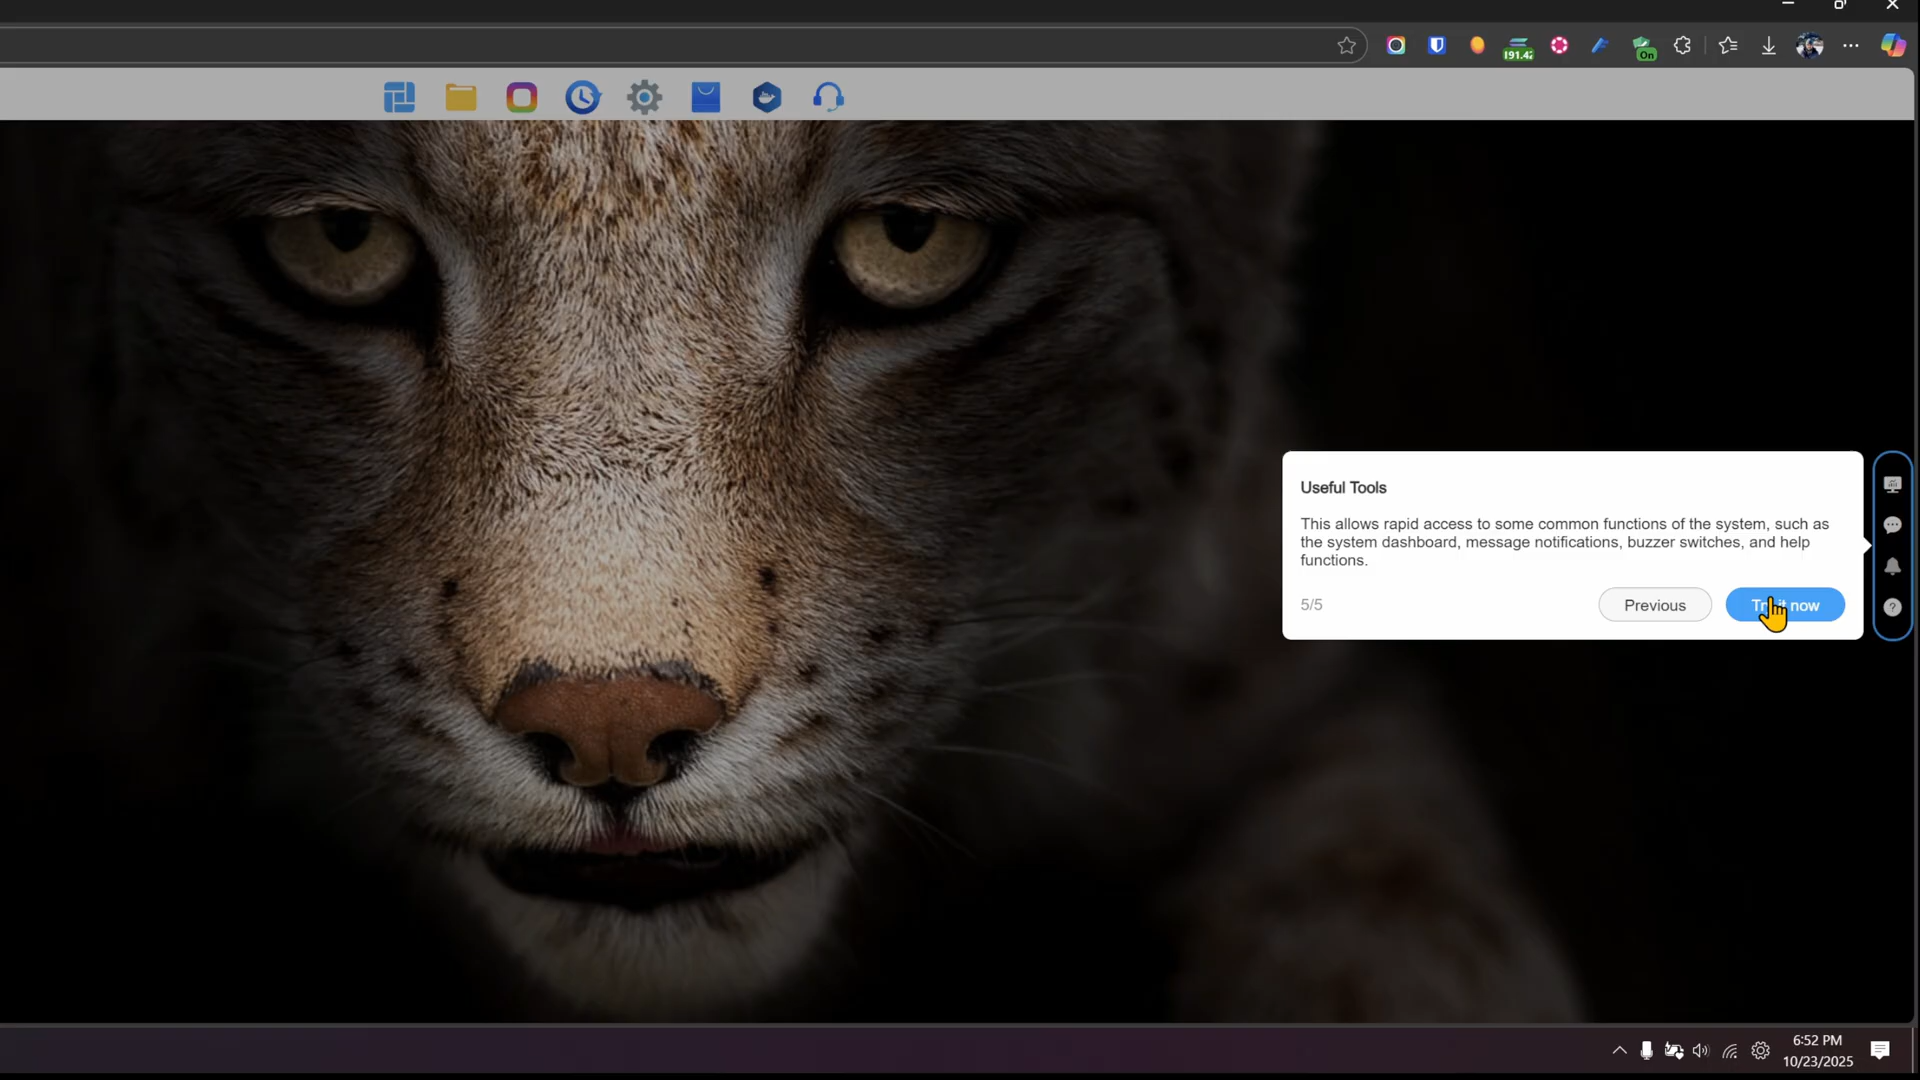 191.42
On
Useful Tools
This allows rapid access to some common functions of the system, such as
the system dashboard, message notifications, buzzer switches, and help
functions.
5/5
Previous
now
6:52 PM
10/23/2025